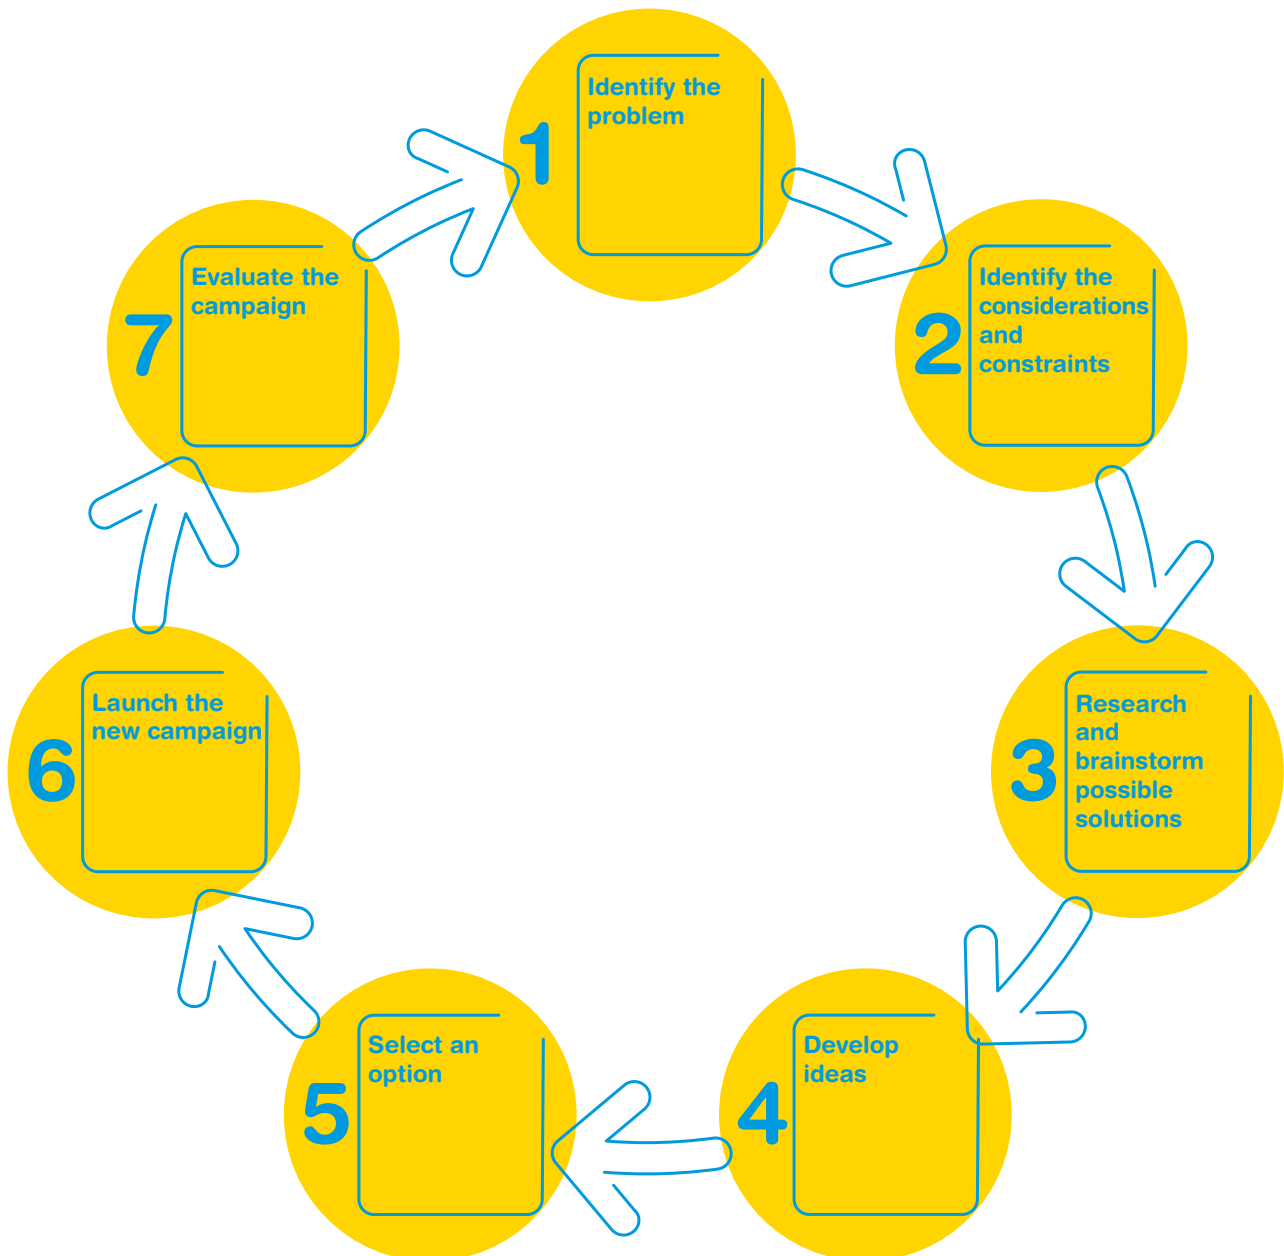 1
Identify the
problem
2
Identify the
considerations
and
constraints
3
Research
and
brainstorm
possible
solutions
4
Develop
ideas
5
Select an
option
6
Launch the
new campaign
7
Evaluate the
campaign